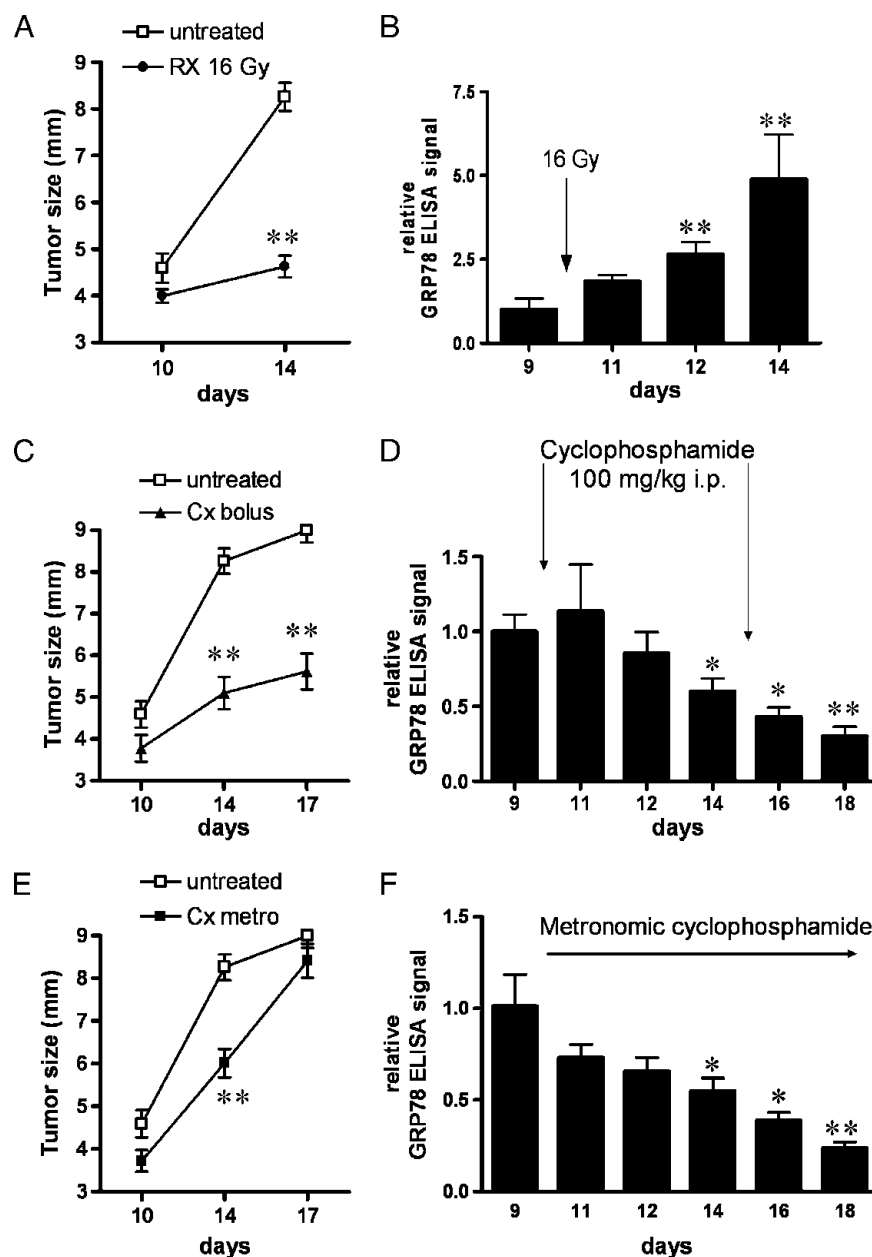 A
untreated
RX 16 Gy
Tumor size (mm)
9
8
7
6
5
4
3
10 14
days
B
relative
GRP78 ELISA signal
7.5
5.0
2.5
0.0
16 Gy
**
**
**
9 11 12 14
days
C
untreated
Cx bolus
Tumor size (mm)
9
8
7
6
5
4
3
**
**
10 14 17
days
D
Cyclophosphamide
100 mg/kg i.p.
relative
GRP78 ELISA signal
1.5
1.0
0.5
0.0
*
*
**
9 11 12 14 16 18
days
E
untreated
Cx metro
Tumor size (mm)
9
8
7
6
5
4
3
**
10 14 17
days
F
Metronomic cyclophosphamide
relative
GRP78 ELISA signal
1.5
1.0
0.5
0.0
*
*
**
9 11 12 14 16 18
days